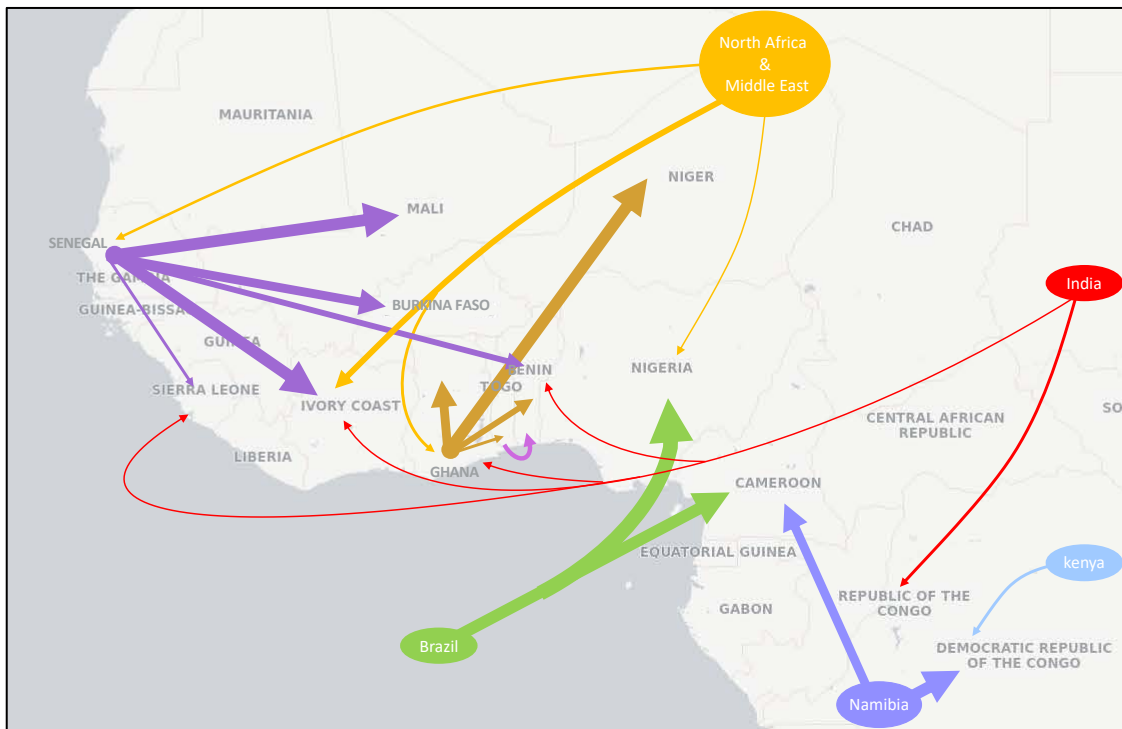 North Africa
&
Middle East
MAURITANIA
NIGER
MALI
CHAD
SENEGAL
THE GAMBIA
India
GUINEA-BISSA
BURKINA FASO
GUINEA
NIGERIA
BENIN
TOGO
SIERRA LEONE
IVORY COAST
SO
CENTRAL AFRICAN
REPUBLIC
LIBERIA
GHANA
CAMEROON
EQUATORIAL GUINEA
kenya
REPUBLIC OF THE
CONGO
GABON
Brazil
DEMOCRATIC REPUBLIC
OF THE CONGO
Namibia